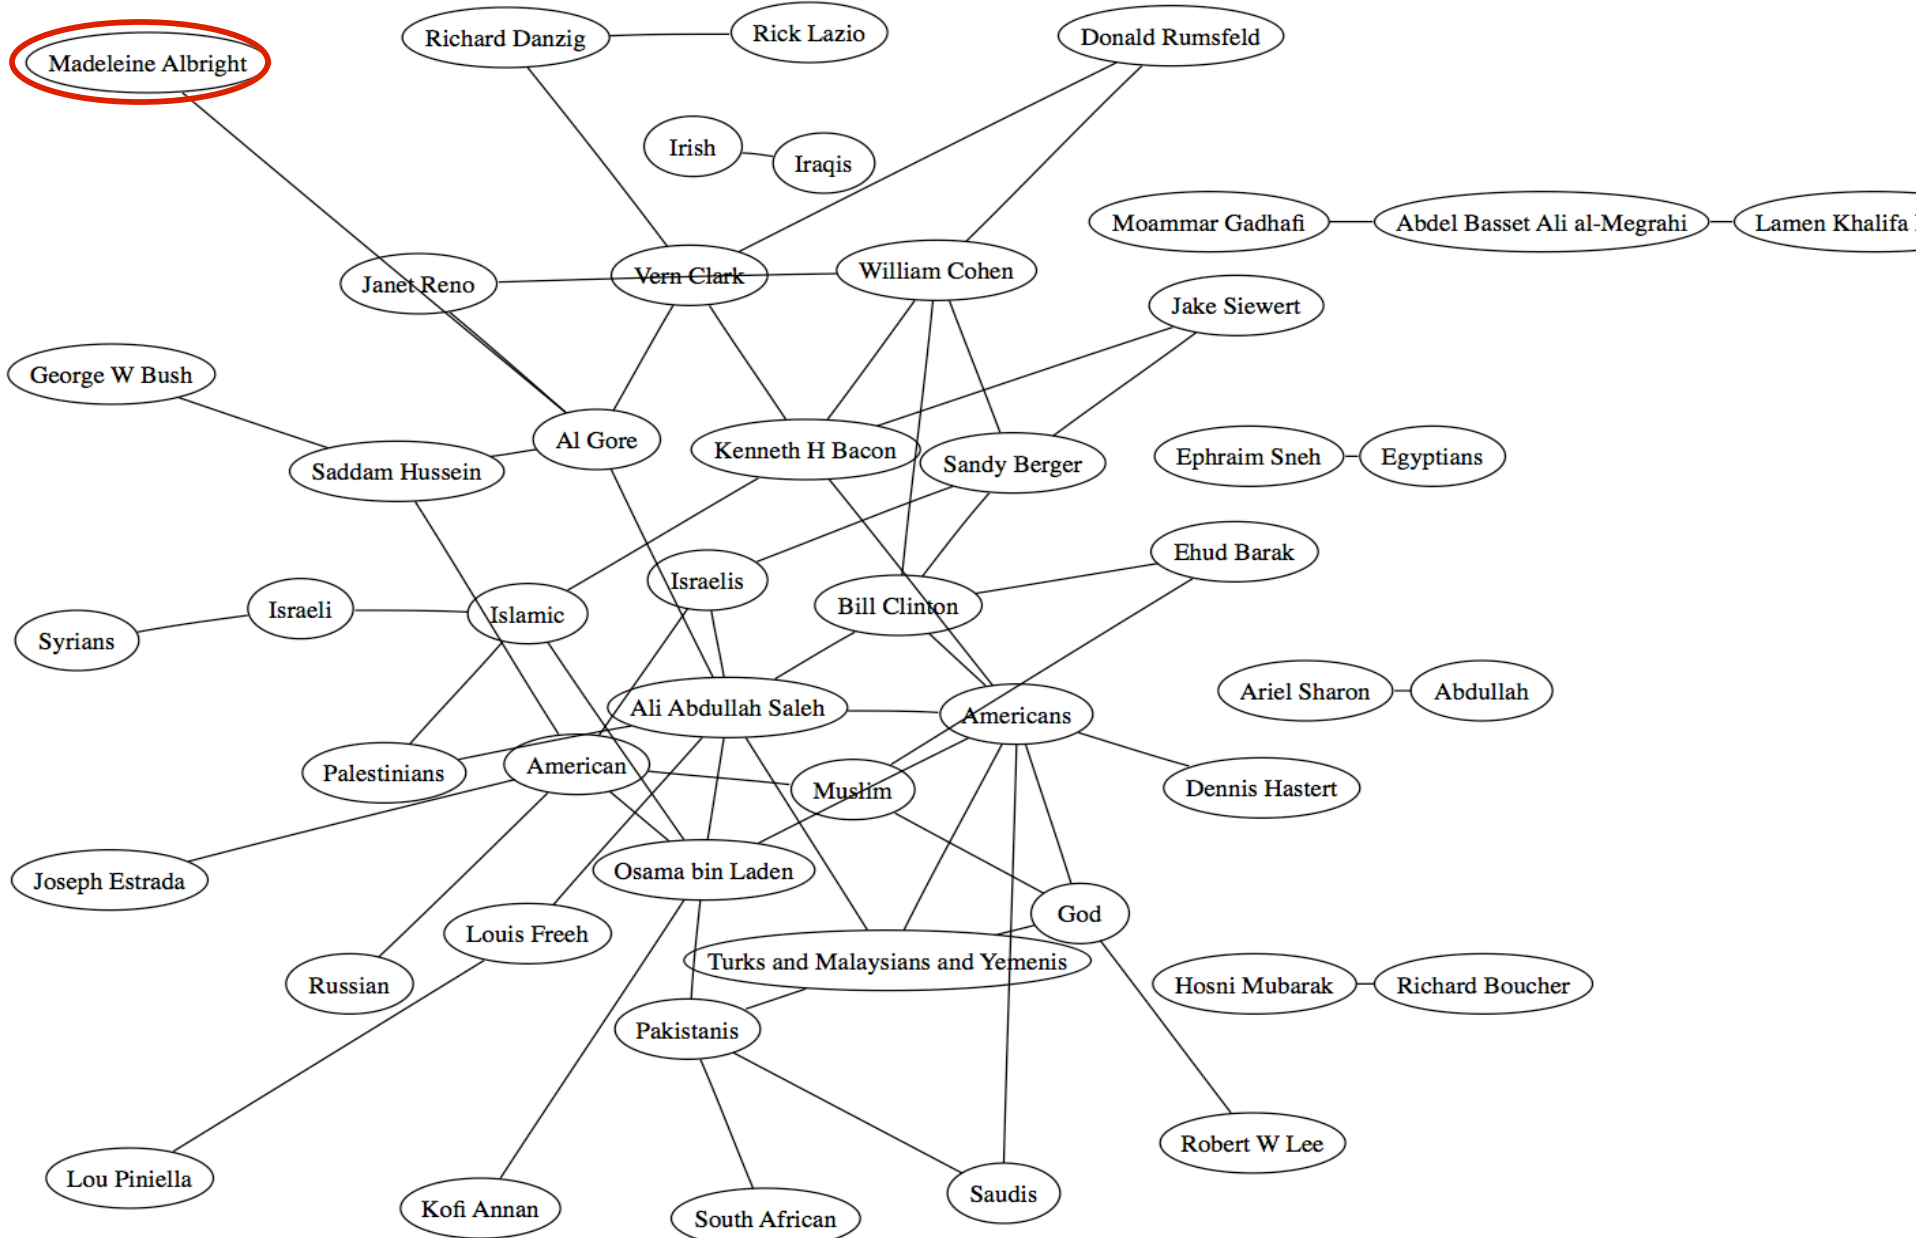 Madeleine Albright
Richard Danzig
Rick Lazio
Donald Rumsfeld
Irish
Iraqis
Moammar Gadhafi
Abdel Basset Ali al-Megrahi
Lamen Khalifa
Janet Reno
Vern Clark
William Cohen
Jake Siewert
George W Bush
Al Gore
Saddam Hussein
Kenneth H Bacon
Sandy Berger
Ephraim Sneh
Egyptians
Ehud Barak
Israelis
Bill Clinton
Israeli
Islamic
Syrians
Ali Abdullah Saleh
Americans
Ariel Sharon
Abdullah
Palestinians
American
Muslim
Dennis Hastert
Joseph Estrada
Osama bin Laden
God
Louis Freeh
Turks and Malaysians and Yemenis
Russian
Hosni Mubarak
Richard Boucher
Pakistanis
Robert W Lee
Lou Piniella
Kofi Annan
South African
Saudis